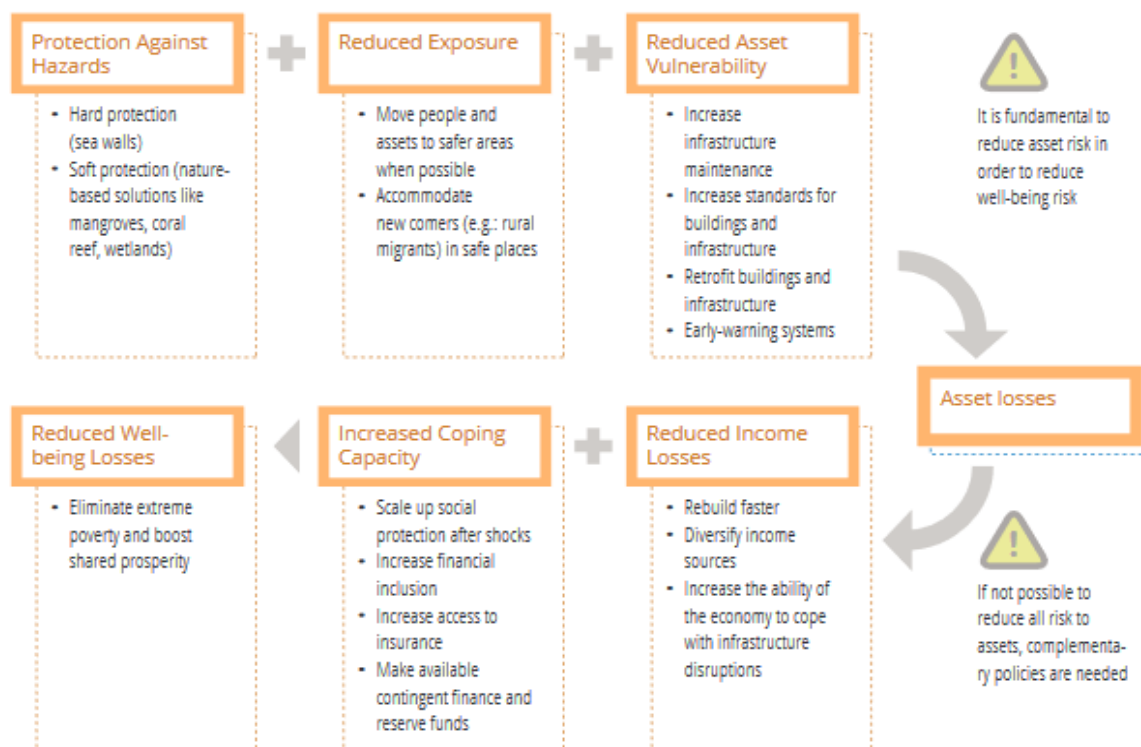 Protection Against
Hazards
• Hard protection
(sea walls)
• Soft protection (nature-
based solutions like
mangroves, coral
reef, wetlands)
Reduced Exposure
• Move people and
assets to safer areas
when possible
• Accommodate
new comers (e.g.: rural
migrants) in safe places
Reduced Asset
Vulnerability
• Increase
infrastructure
maintenance
• Increase standards for
buildings and
infrastructure
• Retrofit buildings and
infrastructure
• Early-warning systems
It is fundamental to
reduce asset risk in
order to reduce
well-being risk
Asset losses
Reduced Well-
being Losses
• Eliminate extreme
poverty and boost
shared prosperity
Increased Coping
Capacity
• Scale up social
protection after shocks
• Increase financial
inclusion
• Increase access to
insurance
• Make available
contingent finance and
reserve funds
Reduced Income
Losses
• Rebuild faster
• Diversify income
sources
• Increase the ability of
the economy to cope
with infrastructure
disruptions
If not possible to
reduce all risk to
assets, complementa-
ry policies are needed